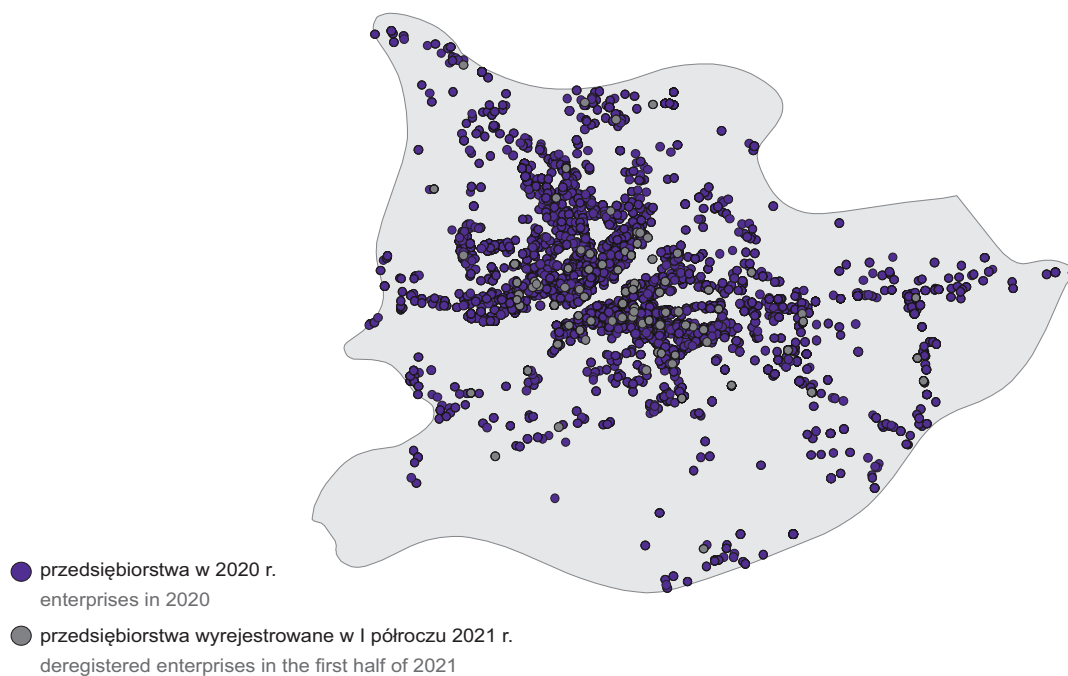 przedsiębiorstwa w 2020 r.
enterprises in 2020
przedsiębiorstwa wyrejestrowane w I półroczu 2021 r.
deregistered enterprises in the first half of 2021